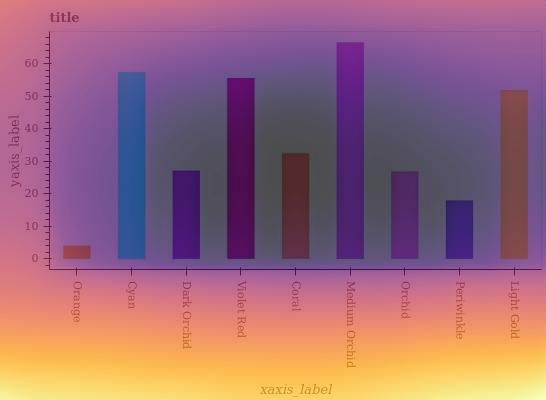 title
yaxis_label
60
50
40
30
20
10
0
Orange
Cyan
Dark Orchid
Violet Red
Coral
Medium Orchid
Orchid
Periwinkle
Light Gold
xaxis_label